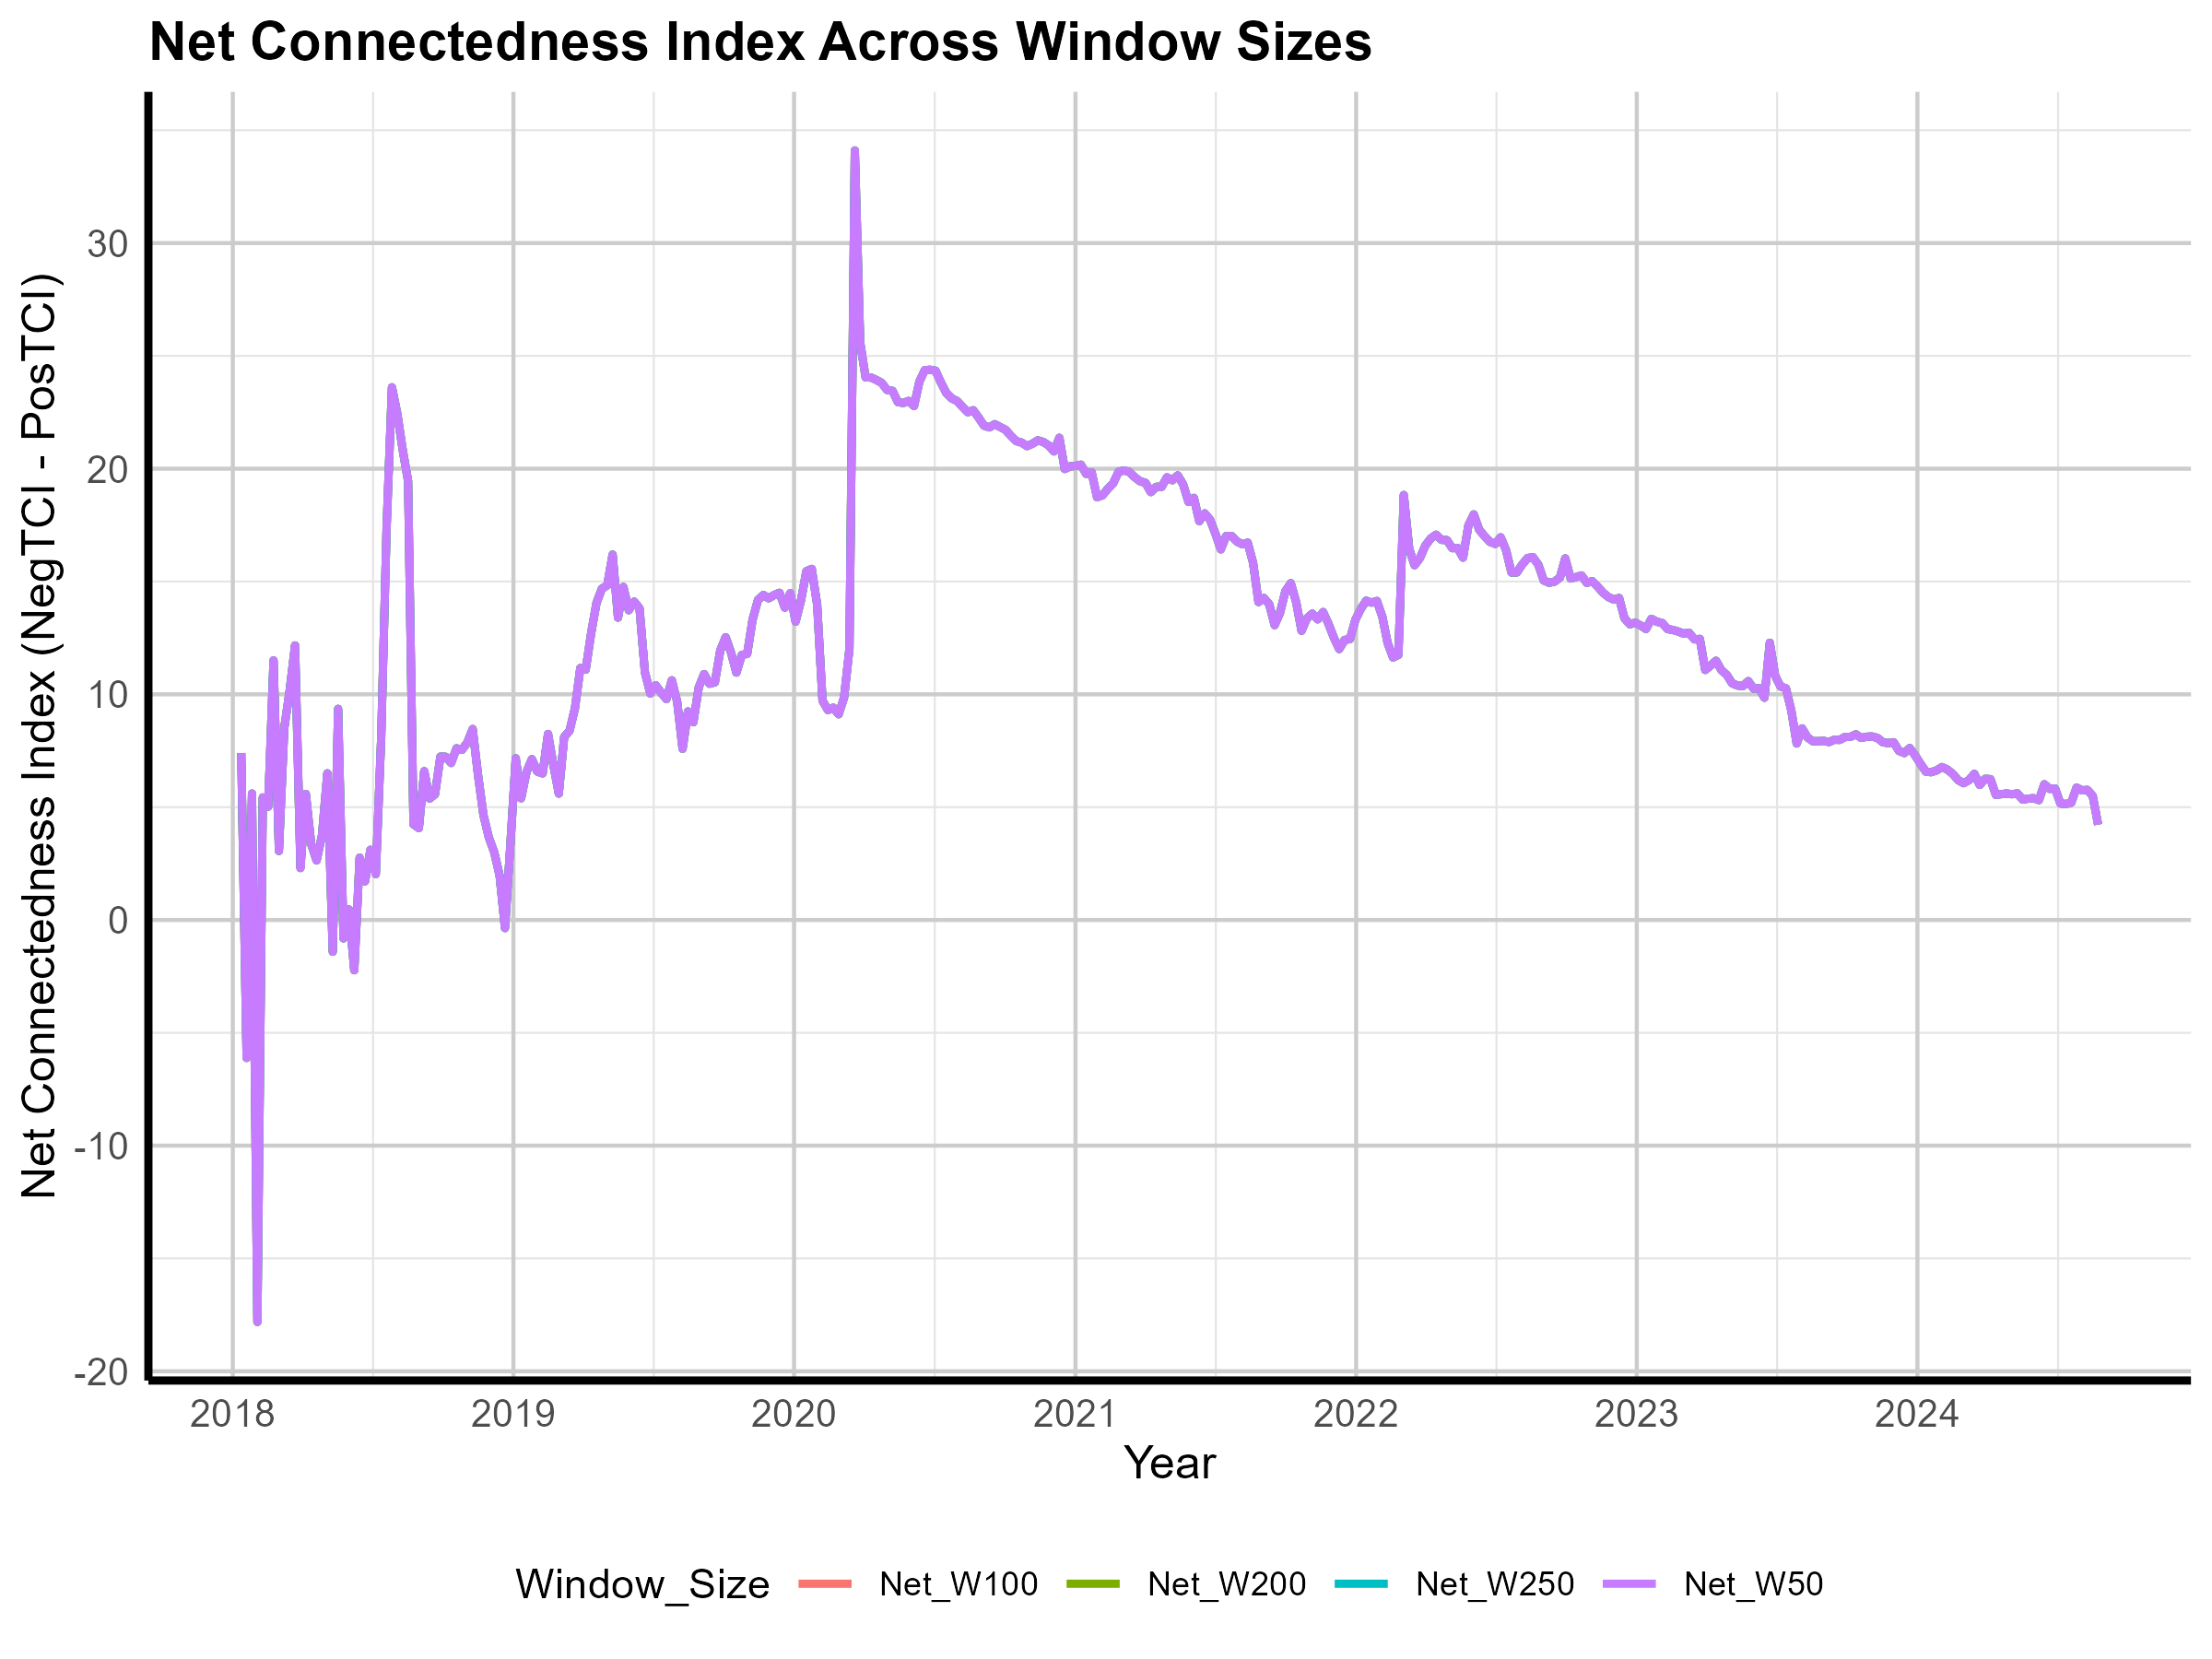 Net Connectedness Index Across Window Sizes
Net Connectedness Index (NegTCI - PosTCI)
30
20
10
0
-10
-20
2018 2019 2020 2021 2022 2023 2024
Year
Window_Size Net_W100 Net_W200 Net_W250 Net_W50